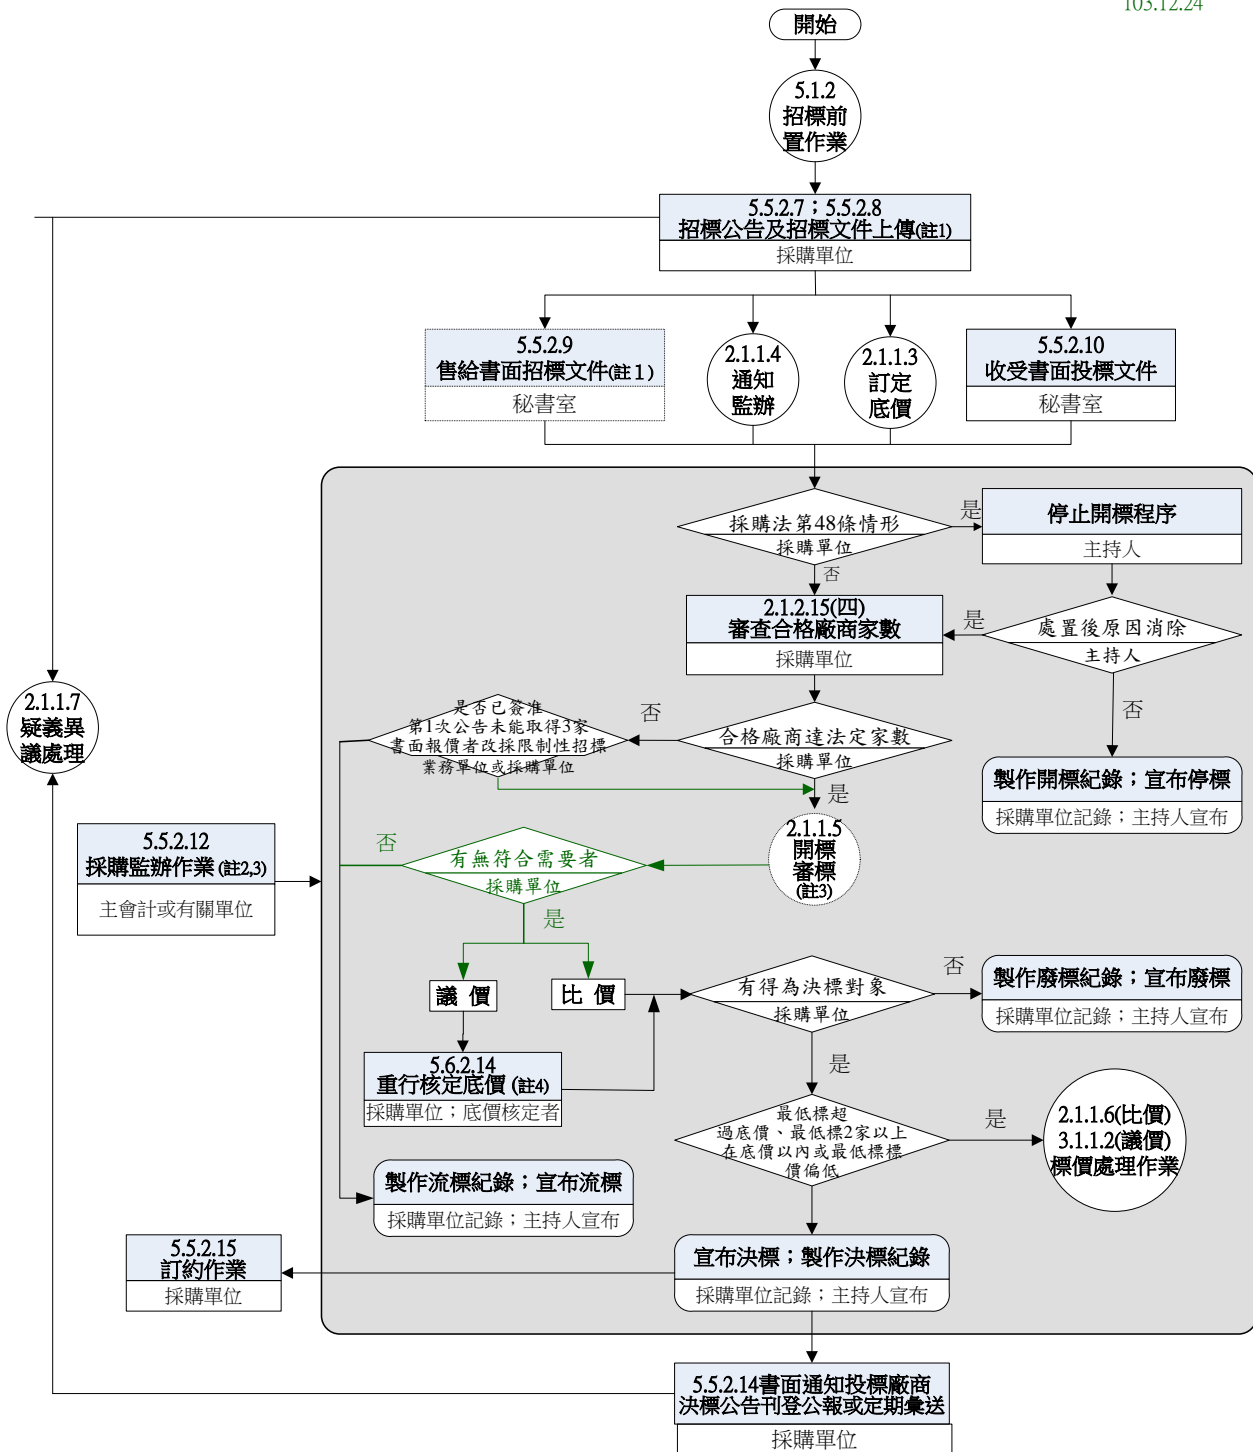 103.12.24
開始
5.1.2
招標前
置作業
5.5.2.7；5.5.2.8
招標公告及招標文件上傳(註1)
採購單位
5.5.2.9
售給書面招標文件(註１)
秘書室
2.1.1.4
通知
監辦
2.1.1.3
訂定
底價
5.5.2.10
收受書面投標文件
秘書室
採購法第48條情形
採購單位
是
否
停止開標程序
主持人
2.1.2.15(四)
審查合格廠商家數
採購單位
是
處置後原因消除
主持人
否
2.1.1.7
疑義異
議處理
是否已簽准
第1次公告未能取得3家
書面報價者改採限制性招標
業務單位或採購單位
否
合格廠商達法定家數
採購單位
是
製作開標紀錄；宣布停標
採購單位記錄；主持人宣布
5.5.2.12
採購監辦作業(註2,3)
主會計或有關單位
否
有無符合需要者
採購單位
是
2.1.1.5
開標
審標
(註3)
議 價
比 價
有得為決標對象
採購單位
否
是
製作廢標紀錄；宣布廢標
採購單位記錄；主持人宣布
5.6.2.14
重行核定底價(註4)
採購單位；底價核定者
最低標超
過底價、最低標2家以上
在底價以內或最低標標
價偏低
是
2.1.1.6(比價)
3.1.1.2(議價)
標價處理作業
製作流標紀錄；宣布流標
採購單位記錄；主持人宣布
5.5.2.15
訂約作業
採購單位
宣布決標；製作決標紀錄
採購單位記錄；主持人宣布
5.5.2.14書面通知投標廠商
決標公告刊登公報或定期彙送
採購單位